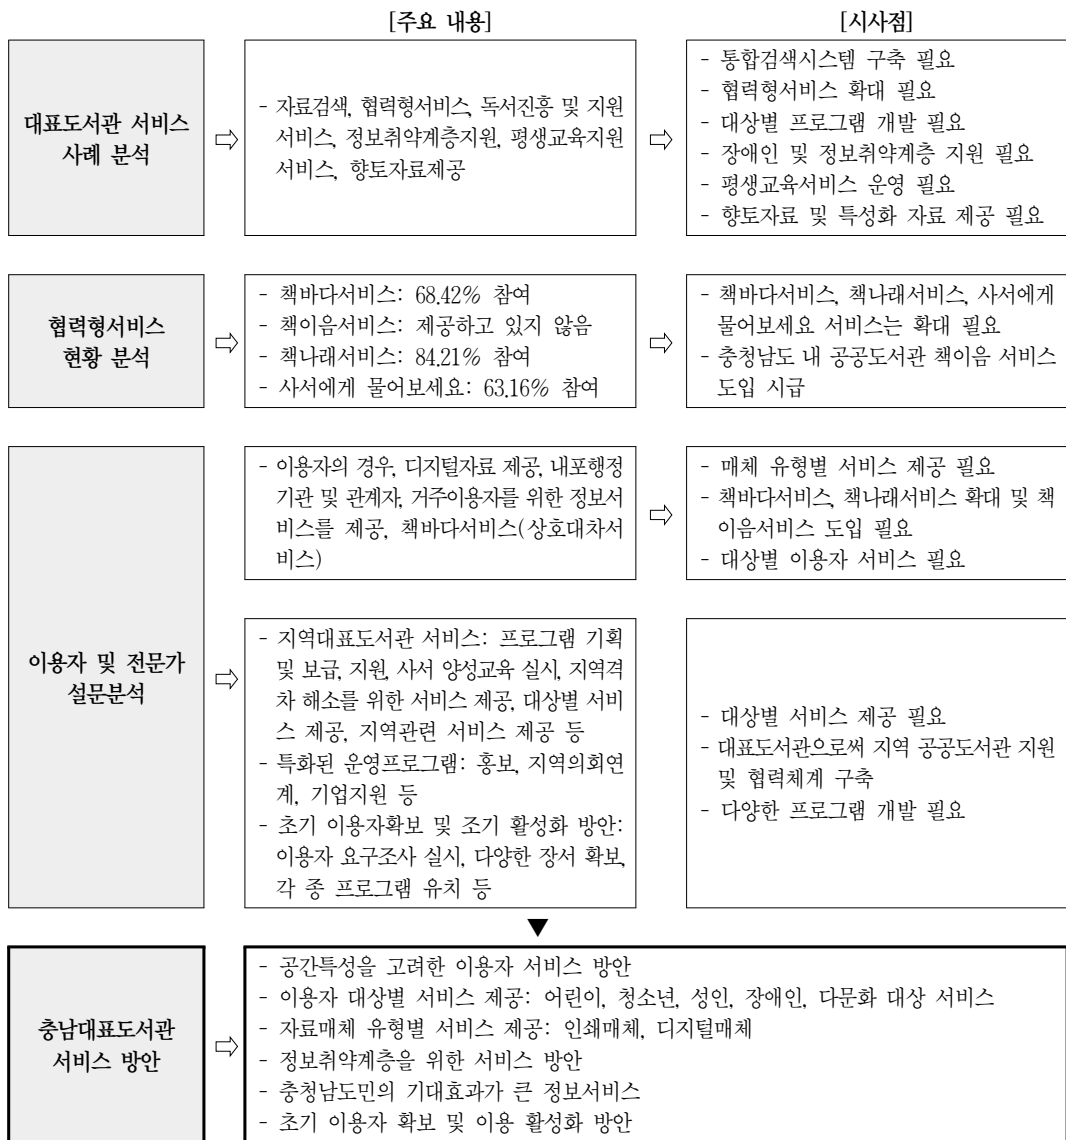 [주요 내용]
[시사점]
대표도서관 서비스
사례 분석
- 자료검색, 협력형서비스, 독서진흥 및 지원
서비스, 정보취약계층지원, 평생교육지원
서비스, 향토자료제공
- 통합검색시스템 구축 필요
- 협력형서비스 확대 필요
- 대상별 프로그램 개발 필요
- 장애인 및 정보취약계층 지원 필요
- 평생교육서비스 운영 필요
- 향토자료 및 특성화 자료 제공 필요
협력형서비스
현황 분석
- 책바다서비스: 68.42% 참여
- 책이음서비스: 제공하고 있지 않음
- 책나래서비스: 84.21% 참여
- 사서에게 물어보세요: 63.16% 참여
- 책바다서비스, 책나래서비스, 사서에게
물어보세요 서비스는 확대 필요
- 충청남도 내 공공도서관 책이음 서비스
도입 시급
이용자 및 전문가
설문분석
- 이용자의 경우, 디지털자료 제공, 내포행정
기관 및 관계자, 거주이용자를 위한 정보서
비스를 제공, 책바다서비스(상호대차서
비스)
- 매체 유형별 서비스 제공 필요
- 책바다서비스, 책나래서비스 확대 및 책
이음서비스 도입 필요
- 대상별 이용자 서비스 필요
- 지역대표도서관 서비스: 프로그램 기획
및 보급, 지원, 사서 양성교육 실시, 지역격
차 해소를 위한 서비스 제공, 대상별 서비
스 제공, 지역관련 서비스 제공 등
- 특화된 운영프로그램: 홍보, 지역의회연
계, 기업지원 등
- 초기 이용자확보 및 조기 활성화 방안:
이용자 요구조사 실시, 다양한 장서 확보,
각 종 프로그램 유치 등
- 대상별 서비스 제공 필요
- 대표도서관으로써 지역 공공도서관 지원
및 협력체계 구축
- 다양한 프로그램 개발 필요
충남대표도서관
서비스 방안
- 공간특성을 고려한 이용자 서비스 방안
- 이용자 대상별 서비스 제공: 어린이, 청소년, 성인, 장애인, 다문화 대상 서비스
- 자료매체 유형별 서비스 제공: 인쇄매체, 디지털매체
- 정보취약계층을 위한 서비스 방안
- 충청남도민의 기대효과가 큰 정보서비스
- 초기 이용자 확보 및 이용 활성화 방안